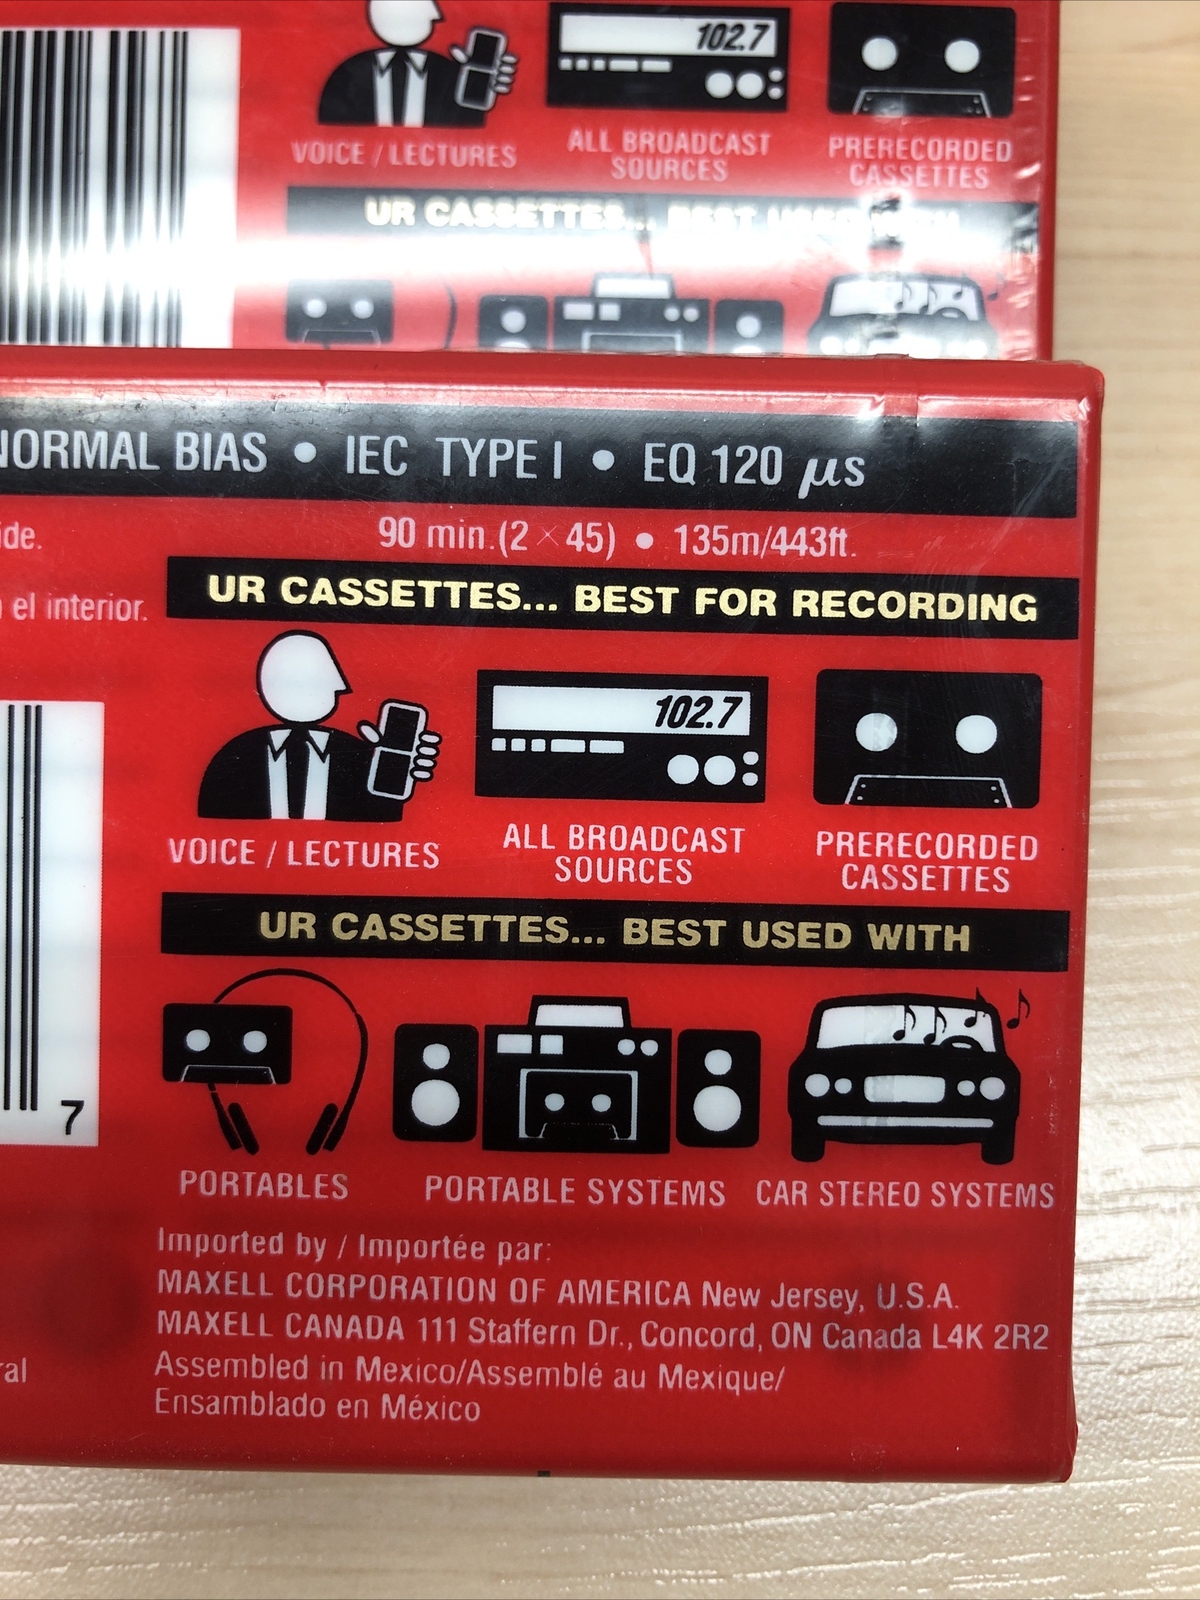 102.7
VOICE / LECTURES
ALL BROADCAST
SOURCES
PRERECORDED
CASSETTES
UR CASSETTES... BEST USED WITH
NORMAL BIAS • IEC TYPE I • EQ 120 µs
ide.
90 min.(2 × 45) • 135m/443ft.
el interior.
UR CASSETTES... BEST FOR RECORDING
102.7
VOICE / LECTURES
ALL BROADCAST
SOURCES
PRERECORDED
CASSETTES
UR CASSETTES... BEST USED WITH
7
PORTABLES
PORTABLE SYSTEMS
CAR STEREO SYSTEMS
Imported by / Importée par:
MAXELL CORPORATION OF AMERICA New Jersey, U.S.A.
MAXELL CANADA 111 Staffern Dr., Concord, ON Canada L4K 2R2
Assembled in Mexico/Assemblé au Mexique/
ral
Ensamblado en México